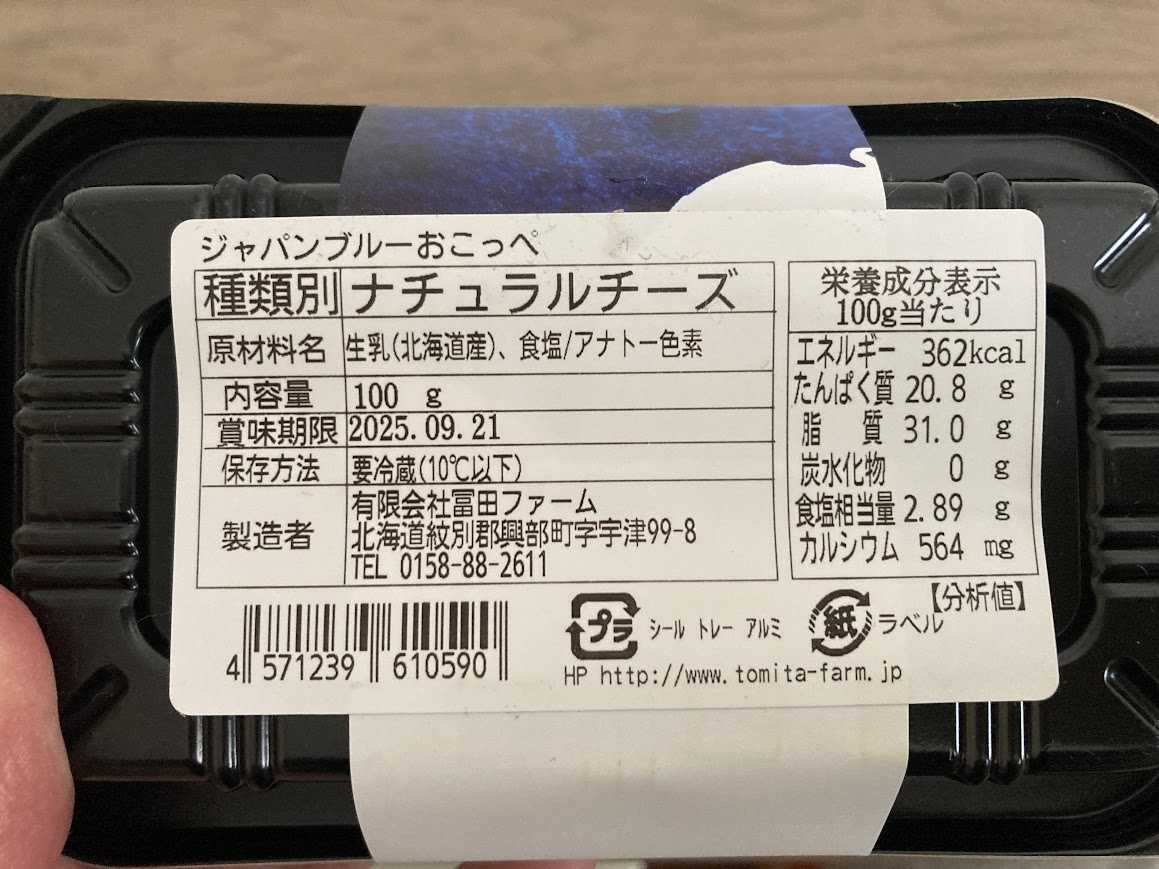 ジャパンブルーおこっぺ
種類別 ナチュラルチーズ
原材料名 生乳(北海道産)、食塩/アナトー色素
内容量 100 g
賞味期限 2025.09.21
保存方法 要冷蔵(10℃以下)
製造者 有限会社冨田ファーム
北海道紋別郡興部町字宇津99-8
TEL 0158-88-2611
栄養成分表示
100g当たり
エネルギー 362kcal
たんぱく質 20.8 g
脂 質 31.0 g
炭水化物 0 g
食塩相当量 2.89 g
カルシウム 564 mg
【分析値】
4 571239 610590
プラ シール トレー アルミ 紙 ラベル
HP http://www.tomita-farm.jp